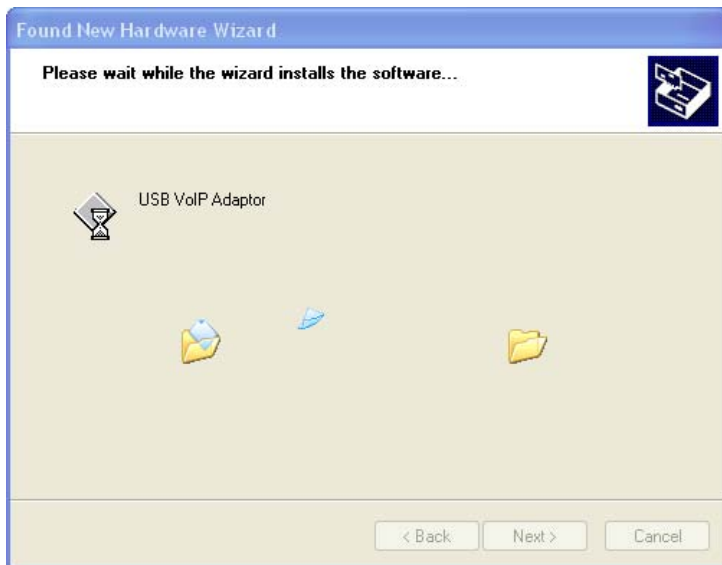 Found New Hardware Wizard
Please wait while the wizard installs the software...
USB VoIP Adaptor
< Back Next > Cancel